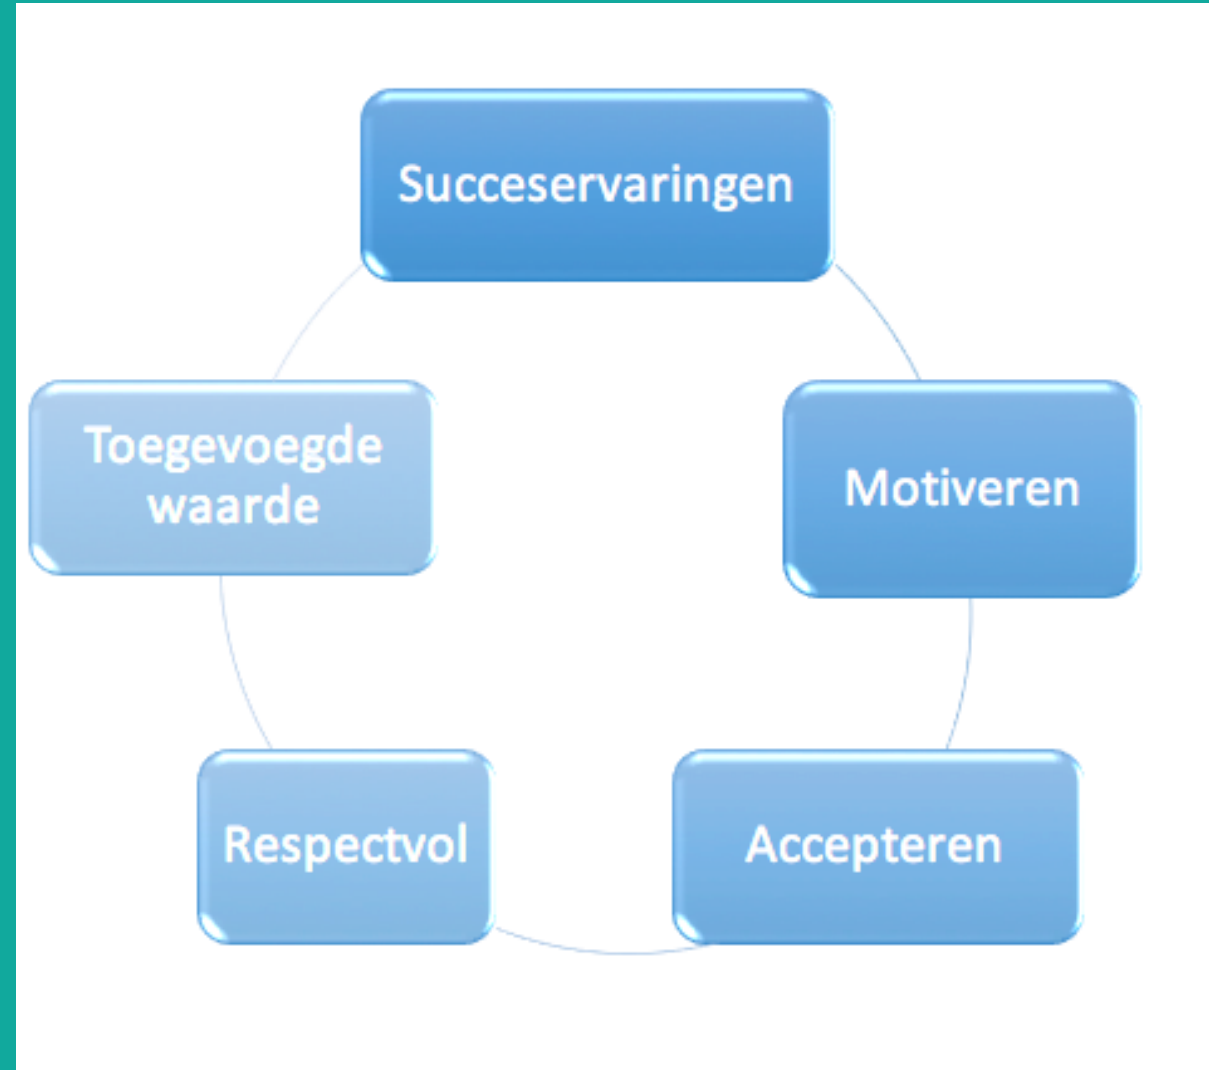 Succeservaringen
Motiveren
Accepteren
Respectvol
Toegevoegde
waarde